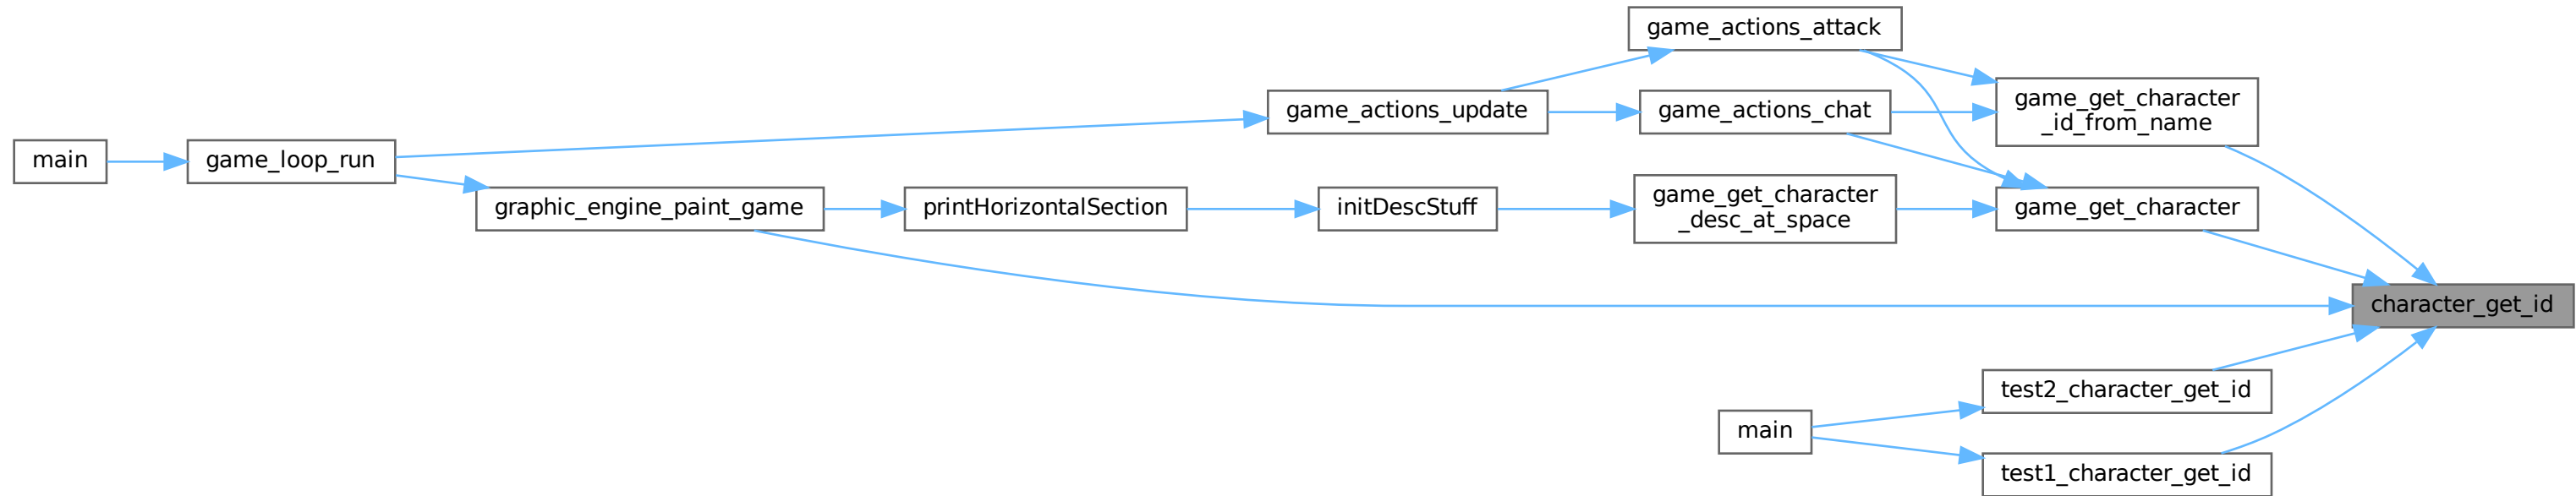 game_actions_attack
game_get_character
_id_from_name
game_actions_update
game_actions_chat
main
game_loop_run
graphic_engine_paint_game
printHorizontalSection
initDescStuff
game_get_character
_desc_at_space
game_get_character
character_get_id
test2_character_get_id
main
test1_character_get_id